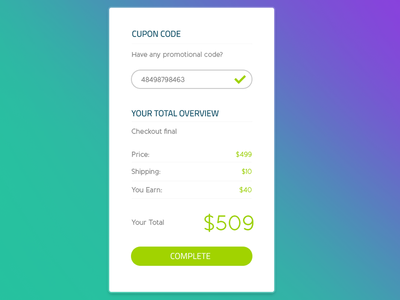 CUPON CODE
Have any promotional code?
48498798463
YOUR TOTAL OVERVIEW
Checkout final
Price: $499
Shipping: $10
You Earn: $40
Your Total $509
COMPLETE